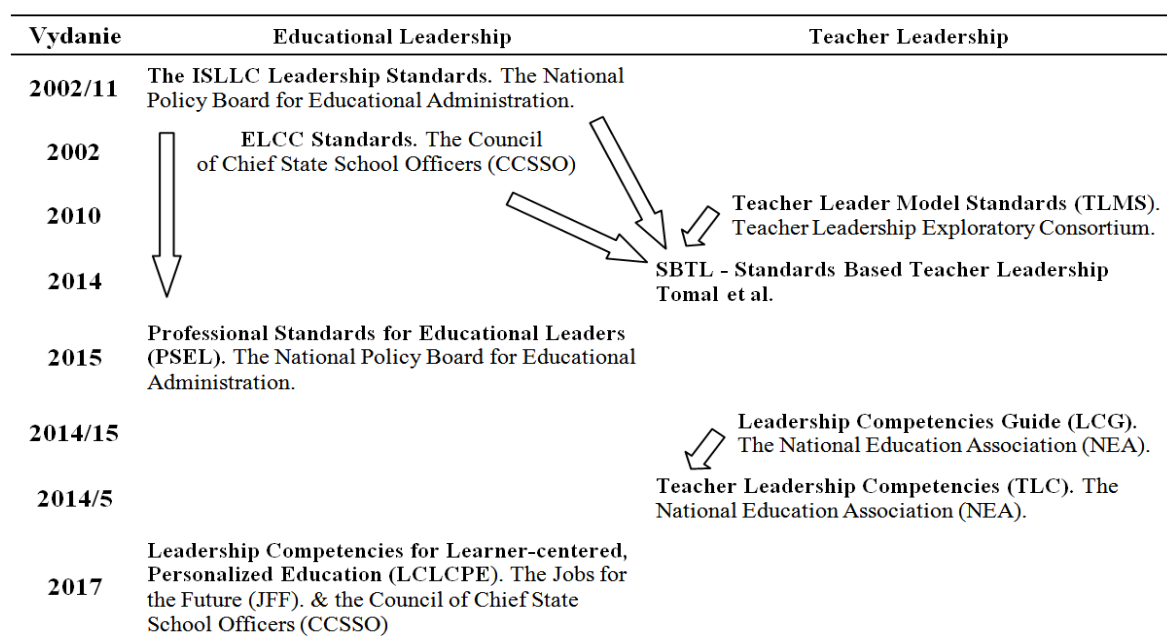 Vydanie Educational Leadership Teacher Leadership
2002/11
The ISLLC Leadership Standards. The National
Policy Board for Educational Administration.
2002
ELCC Standards. The Council
of Chief State School Officers (CCSSO)
2010
Teacher Leader Model Standards (TLMS).
Teacher Leadership Exploratory Consortium.
2014
SBTL - Standards Based Teacher Leadership
Tomal et al.
2015
Professional Standards for Educational Leaders
(PSEL). The National Policy Board for Educational
Administration.
2014/15
Leadership Competencies Guide (LCG).
The National Education Association (NEA).
2014/5
Teacher Leadership Competencies (TLC). The
National Education Association (NEA).
2017
Leadership Competencies for Learner-centered,
Personalized Education (LCLCPE). The Jobs for
the Future (JFF). & the Council of Chief State
School Officers (CCSSO)